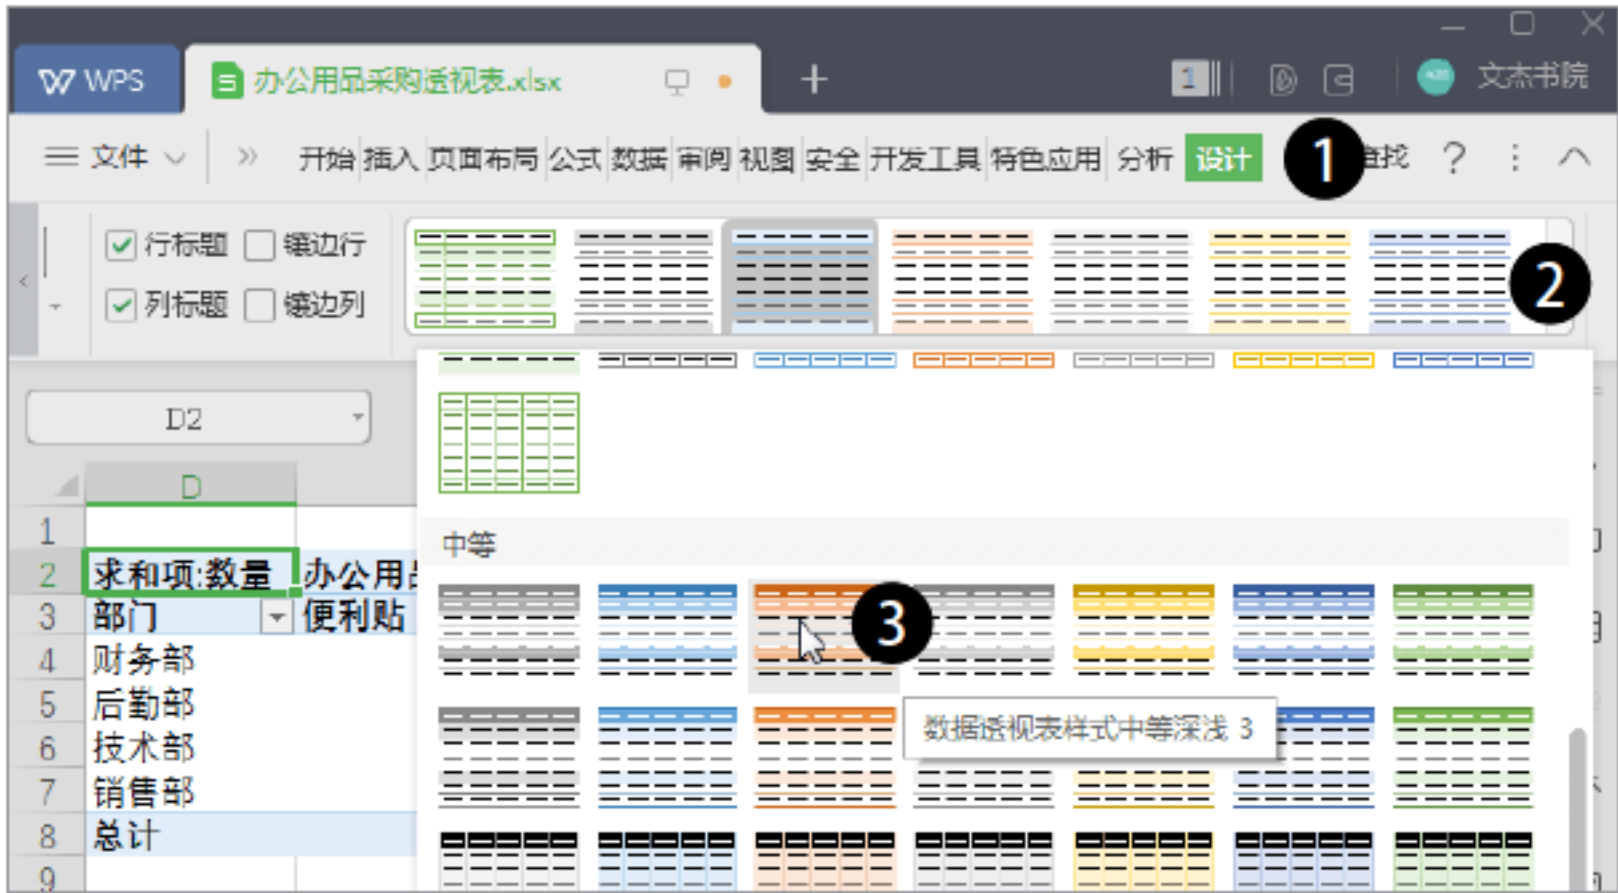 WPS 办公用品采购透视表.xlsx + 1 文杰书院
文件 » 开始 插入 页面布局 公式 数据 审阅 视图 安全 开发工具 特色应用 分析 设计 1 查找 ?
行标题 镶边行
列标题 镶边列
2
D2
D
中等
1
2 求和项:数量 办公用品
3 部门 便利贴
3
4 财务部
5 后勤部
数据透视表样式中等深浅 3
6 技术部
7 销售部
8 总计
9